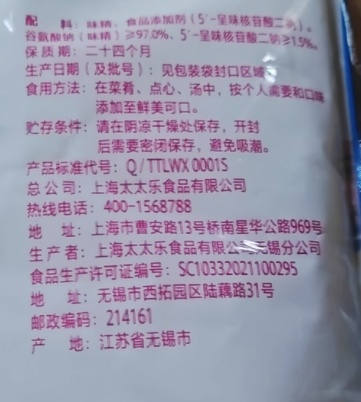 配 料：味精、食品添加剂（5′-呈味核苷酸二钠）。
谷氨酸钠（味精）≥97.0%、5′-呈味核苷酸二钠≥1.5%。
保 质 期：二十四个月
生产日期（及批号）：见包装袋封口区域
食用方法：在菜肴、点心、汤中，按个人需要和口味
添加至鲜美可口。
贮存条件：请在阴凉干燥处保存，开封
后需要密闭保存，避免吸潮。
产品标准代号：Q/TTLWX 0001S
总 公 司：上海太太乐食品有限公司
热线电话：400-1568788
地 址：上海市曹安路13号桥南星华公路969号
生 产 者：上海太太乐食品有限公司无锡分公司
食品生产许可证编号：SC10332021100295
地 址：无锡市西拓园区陆藕路31号
邮政编码：214161
产 地：江苏省无锡市